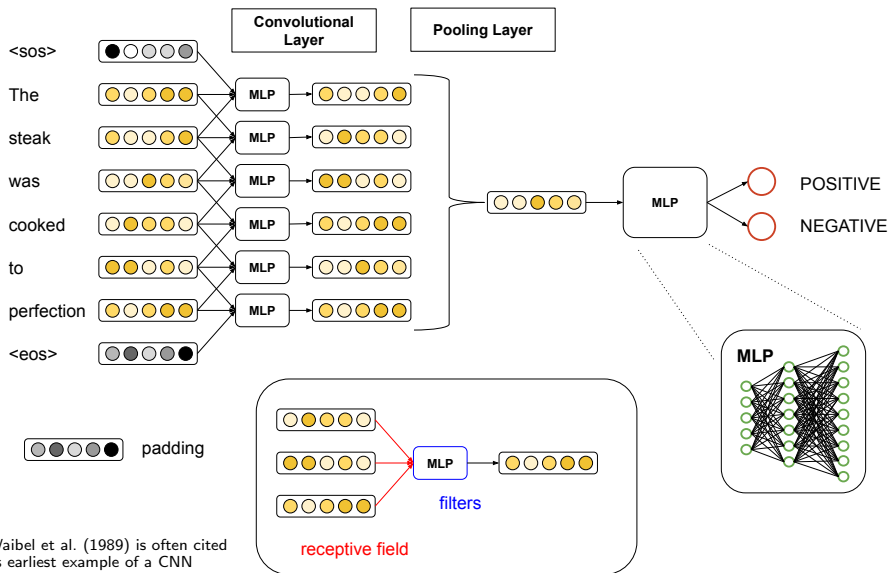 Convolutional
Layer
Pooling Layer
<sos>
The
MLP
steak
MLP
was
MLP
cooked
MLP
to
MLP
perfection
MLP
<eos>
MLP
POSITIVE
NEGATIVE
MLP
padding
MLP
filters
receptive field
et al. (1989) is often cited
earliest example of a CNN